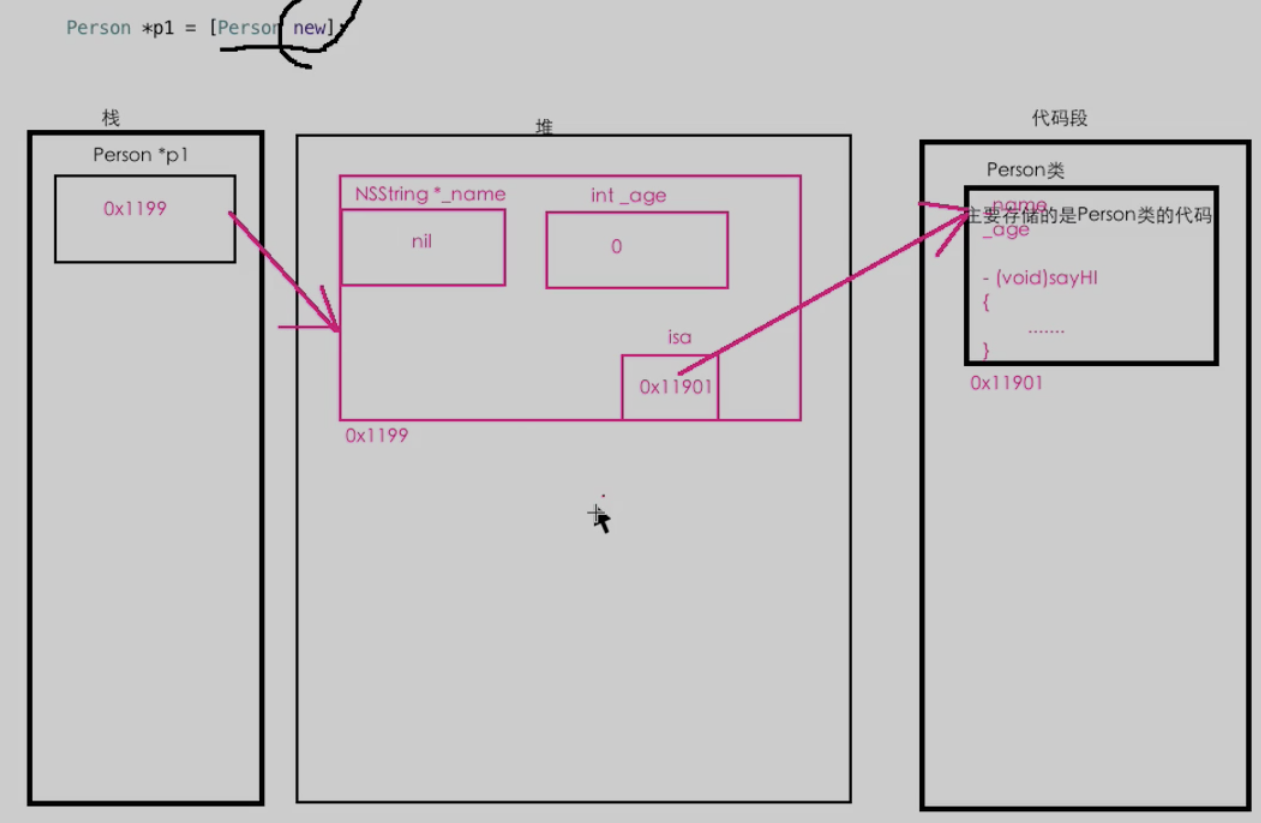 Person *p1 = [Person new];
栈
堆
代码段
Person *p1
0x1199
NSString *_name
int _age
nil
0
isa
0x11901
0x1199
Person类
_name
主要存储的是Person类的代码
_age
- (void)sayHI
{
.......
}
0x11901